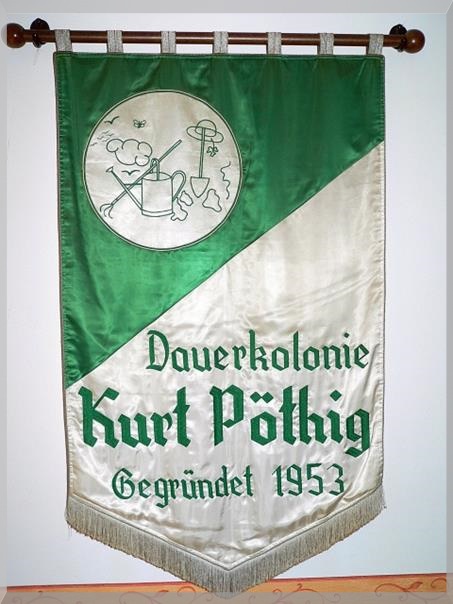 Dauerkolonie
Kurt Pöthig
Gegründet 1953